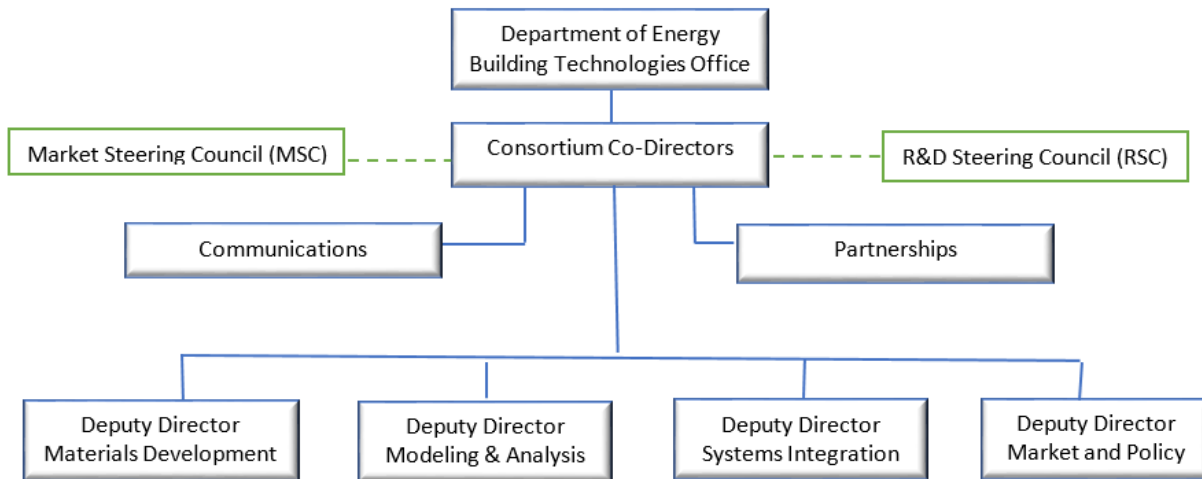 Department of Energy
Building Technologies Office
Market Steering Council (MSC)
Consortium Co-Directors
R&D Steering Council (RSC)
Communications
Partnerships
Deputy Director
Materials Development
Deputy Director
Modeling & Analysis
Deputy Director
Systems Integration
Deputy Director
Market and Policy